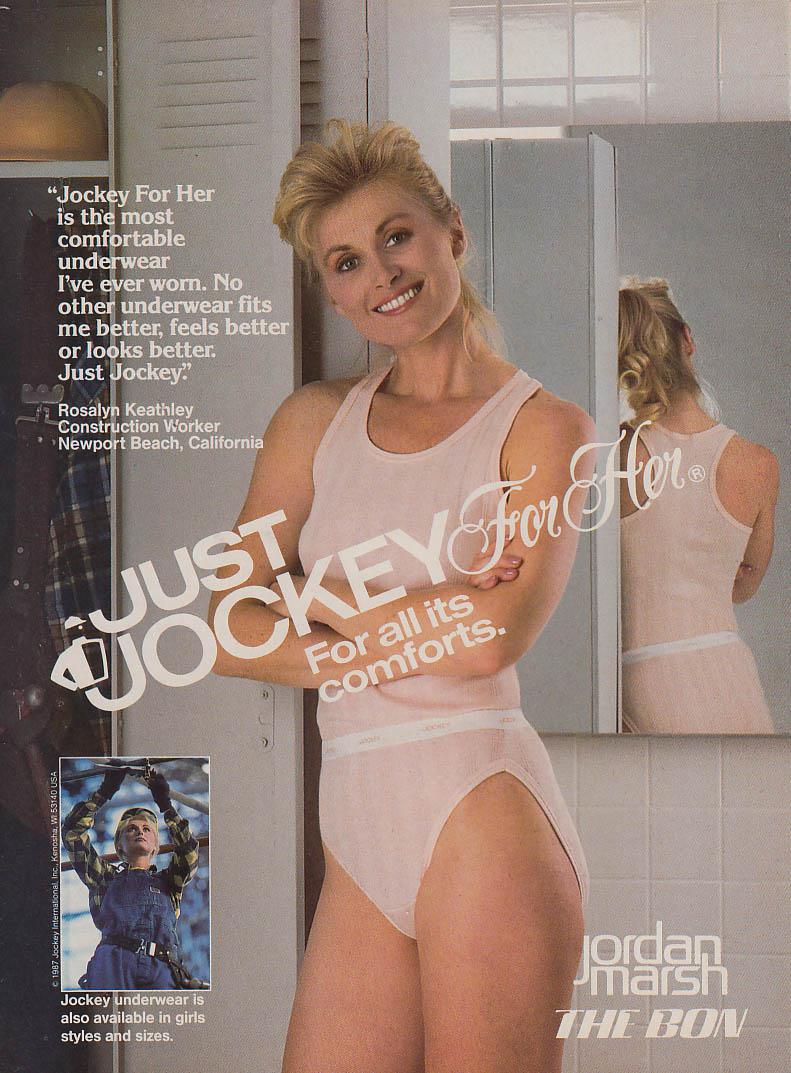 “Jockey For Her
is the most
comfortable
underwear
I've ever worn. No
other underwear fits
me better, feels better
or looks better.
Just Jockey.”
Rosalyn Keathley
Construction Worker
Newport Beach, California
JUST
JOCKEY For Her®
For all its
comforts.
JOCKEY
JOCKEY
© 1987 Jockey International, Inc., Kenosha, WI 53140 USA
Jockey underwear is
also available in girls
styles and sizes.
jordan
marsh
THE BON